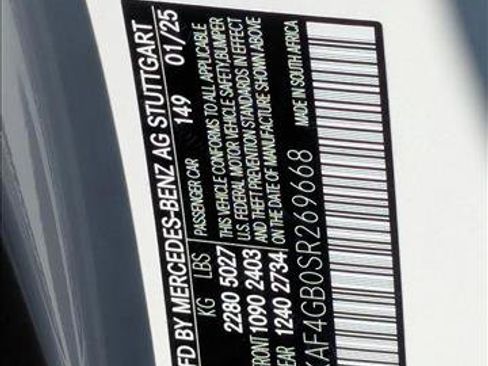 FD BY MERCEDES-BENZ AG STUTTGART
KG LBS PASSENGER CAR 149 01/25
2280 5027 THIS VEHICLE CONFORMS TO ALL APPLICABLE
U.S. FEDERAL MOTOR VEHICLE SAFETY,BUMPER
FRONT 1090 2403 AND THEFT PREVENTION STANDARDS IN EFFECT
EAR 1240 2734 ON THE DATE OF MANUFACTURE SHOWN ABOVE
MADE IN SOUTH AFRICA
KAF4GB0SR269668